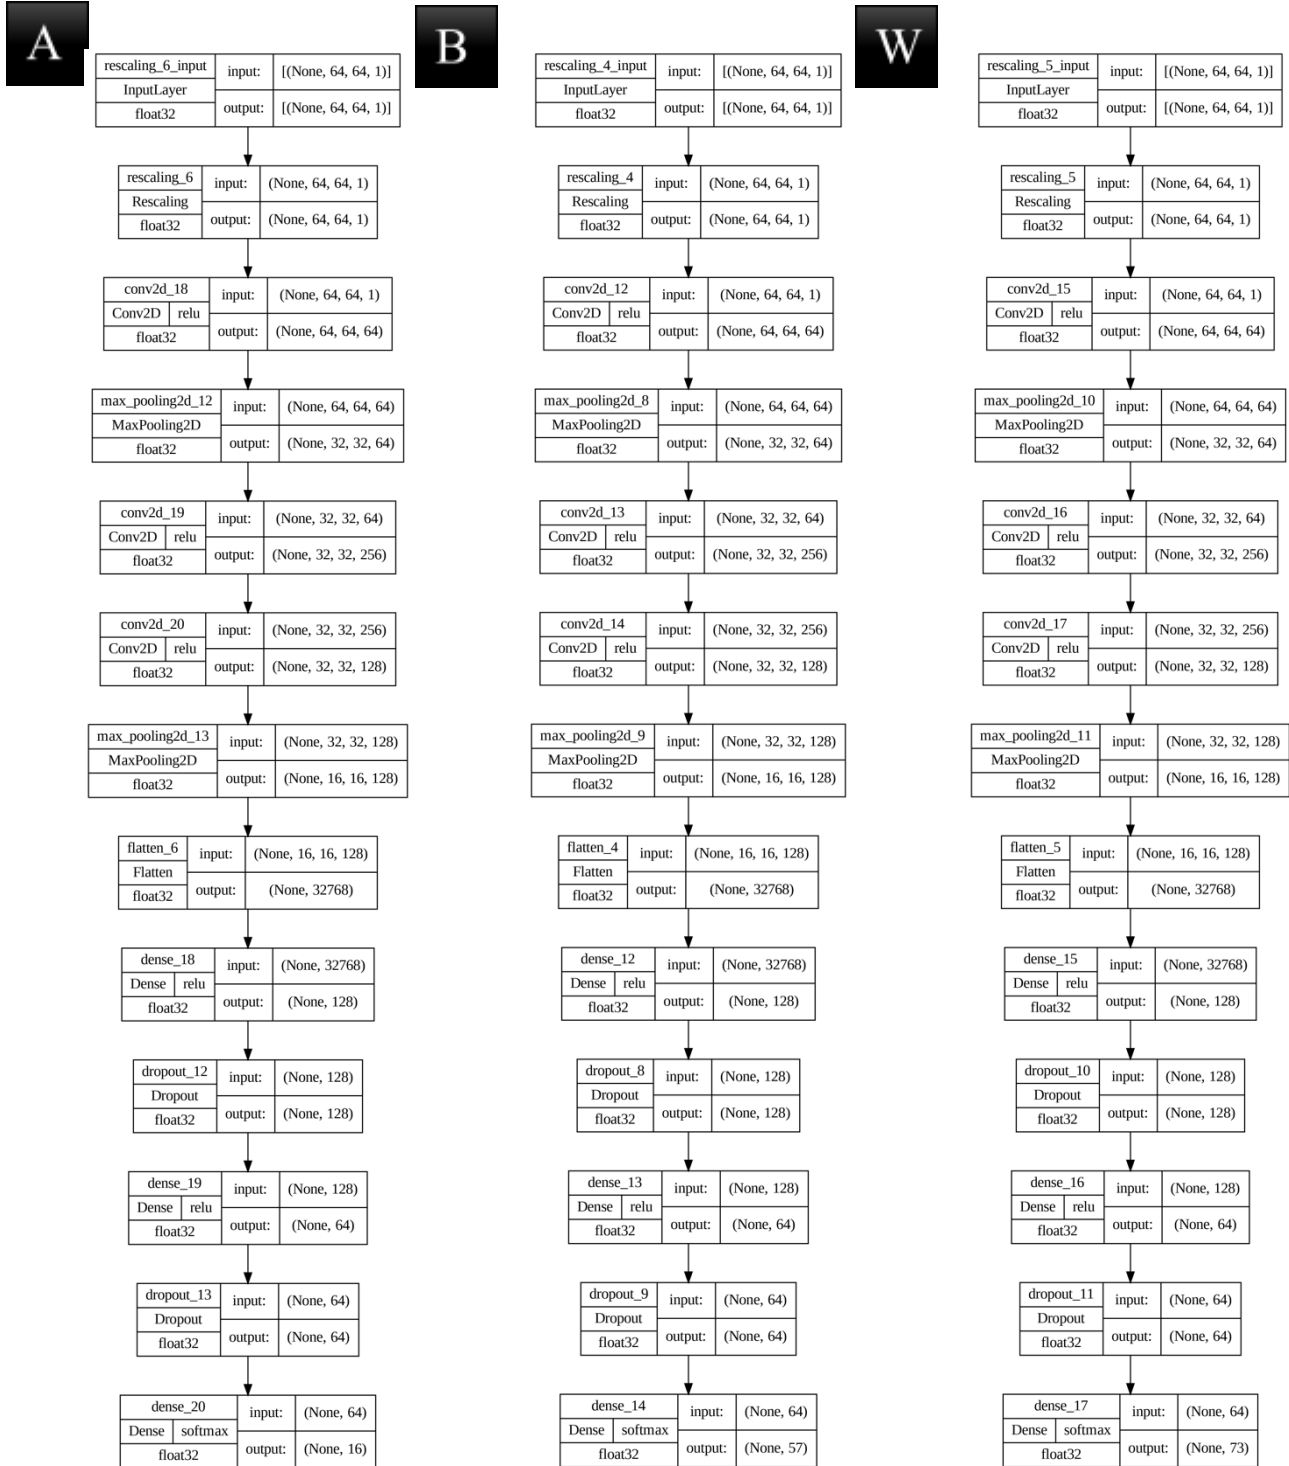 A
rescaling_6_input
InputLayer
float32
input:
[(None, 64, 64, 1)]
output:
[(None, 64, 64, 1)]
rescaling_6
Rescaling
float32
input:
(None, 64, 64, 1)
output:
(None, 64, 64, 1)
conv2d_18
Conv2D
relu
float32
input:
(None, 64, 64, 1)
output:
(None, 64, 64, 64)
max_pooling2d_12
MaxPooling2D
float32
input:
(None, 64, 64, 64)
output:
(None, 32, 32, 64)
conv2d_19
Conv2D
relu
float32
input:
(None, 32, 32, 64)
output:
(None, 32, 32, 256)
conv2d_20
Conv2D
relu
float32
input:
(None, 32, 32, 256)
output:
(None, 32, 32, 128)
max_pooling2d_13
MaxPooling2D
float32
input:
(None, 32, 32, 128)
output:
(None, 16, 16, 128)
flatten_6
Flatten
float32
input:
(None, 16, 16, 128)
output:
(None, 32768)
dense_18
Dense
relu
float32
input:
(None, 32768)
output:
(None, 128)
dropout_12
Dropout
float32
input:
(None, 128)
output:
(None, 128)
dense_19
Dense
relu
float32
input:
(None, 128)
output:
(None, 64)
dropout_13
Dropout
float32
input:
(None, 64)
output:
(None, 64)
dense_20
Dense
softmax
float32
input:
(None, 64)
output:
(None, 16)
B
rescaling_4_input
InputLayer
float32
input:
[(None, 64, 64, 1)]
output:
[(None, 64, 64, 1)]
rescaling_4
Rescaling
float32
input:
(None, 64, 64, 1)
output:
(None, 64, 64, 1)
conv2d_12
Conv2D
relu
float32
input:
(None, 64, 64, 1)
output:
(None, 64, 64, 64)
max_pooling2d_8
MaxPooling2D
float32
input:
(None, 64, 64, 64)
output:
(None, 32, 32, 64)
conv2d_13
Conv2D
relu
float32
input:
(None, 32, 32, 64)
output:
(None, 32, 32, 256)
conv2d_14
Conv2D
relu
float32
input:
(None, 32, 32, 256)
output:
(None, 32, 32, 128)
max_pooling2d_9
MaxPooling2D
float32
input:
(None, 32, 32, 128)
output:
(None, 16, 16, 128)
flatten_4
Flatten
float32
input:
(None, 16, 16, 128)
output:
(None, 32768)
dense_12
Dense
relu
float32
input:
(None, 32768)
output:
(None, 128)
dropout_8
Dropout
float32
input:
(None, 128)
output:
(None, 128)
dense_13
Dense
relu
float32
input:
(None, 128)
output:
(None, 64)
dropout_9
Dropout
float32
input:
(None, 64)
output:
(None, 64)
dense_14
Dense
softmax
float32
input:
(None, 64)
output:
(None, 57)
W
rescaling_5_input
InputLayer
float32
input:
[(None, 64, 64, 1)]
output:
[(None, 64, 64, 1)]
rescaling_5
Rescaling
float32
input:
(None, 64, 64, 1)
output:
(None, 64, 64, 1)
conv2d_15
Conv2D
relu
float32
input:
(None, 64, 64, 1)
output:
(None, 64, 64, 64)
max_pooling2d_10
MaxPooling2D
float32
input:
(None, 64, 64, 64)
output:
(None, 32, 32, 64)
conv2d_16
Conv2D
relu
float32
input:
(None, 32, 32, 64)
output:
(None, 32, 32, 256)
conv2d_17
Conv2D
relu
float32
input:
(None, 32, 32, 256)
output:
(None, 32, 32, 128)
max_pooling2d_11
MaxPooling2D
float32
input:
(None, 32, 32, 128)
output:
(None, 16, 16, 128)
flatten_5
Flatten
float32
input:
(None, 16, 16, 128)
output:
(None, 32768)
dense_15
Dense
relu
float32
input:
(None, 32768)
output:
(None, 128)
dropout_10
Dropout
float32
input:
(None, 128)
output:
(None, 128)
dense_16
Dense
relu
float32
input:
(None, 128)
output:
(None, 64)
dropout_11
Dropout
float32
input:
(None, 64)
output:
(None, 64)
dense_17
Dense
softmax
float32
input:
(None, 64)
output:
(None, 73)